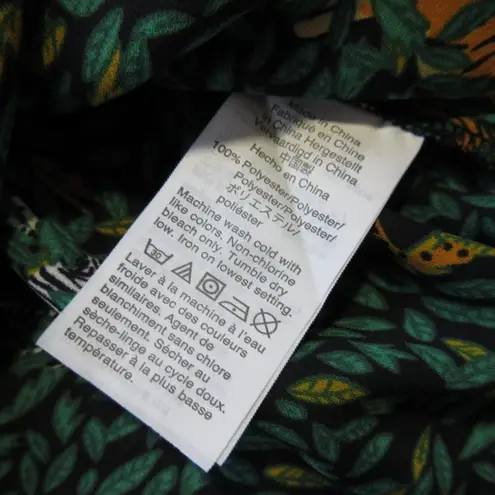 Made in China
Fabriqué en Chine
in China Hergestellt
Vervaardigd in China
中国製
Hecho en China
100% Polyester/Polyester/
Polyester/Polyester/
ポリエステル/
poliéster
Machine wash cold with
like colors. Non-chlorine
bleach only. Tumble dry
low. Iron on lowest setting.
30
Laver à la machine à l'eau
froide avec des couleurs
similaires. Agent de
blanchiment sans chlore
seulement. Sécher au
sèche-linge au cycle doux.
Repasser à la plus basse
température.